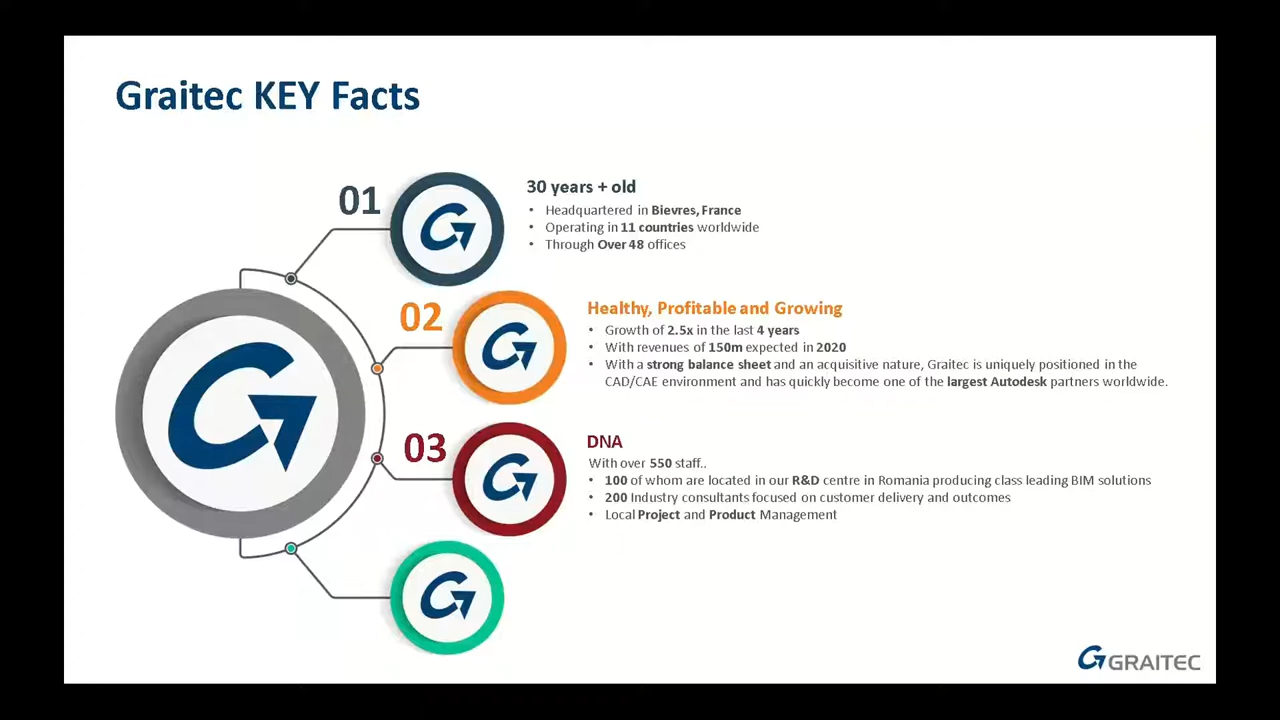 Graitec KEY Facts
01
30 years + old
• Headquartered in Bievres, France
• Operating in 11 countries worldwide
• Through Over 48 offices
02
Healthy, Profitable and Growing
• Growth of 2.5x in the last 4 years
• With revenues of 150m expected in 2020
• With a strong balance sheet and an acquisitive nature, Graitec is uniquely positioned in the
CAD/CAE environment and has quickly become one of the largest Autodesk partners worldwide.
03
DNA
With over 550 staff..
• 100 of whom are located in our R&D centre in Romania producing class leading BIM solutions
• 200 Industry consultants focused on customer delivery and outcomes
• Local Project and Product Management
GRAITEC